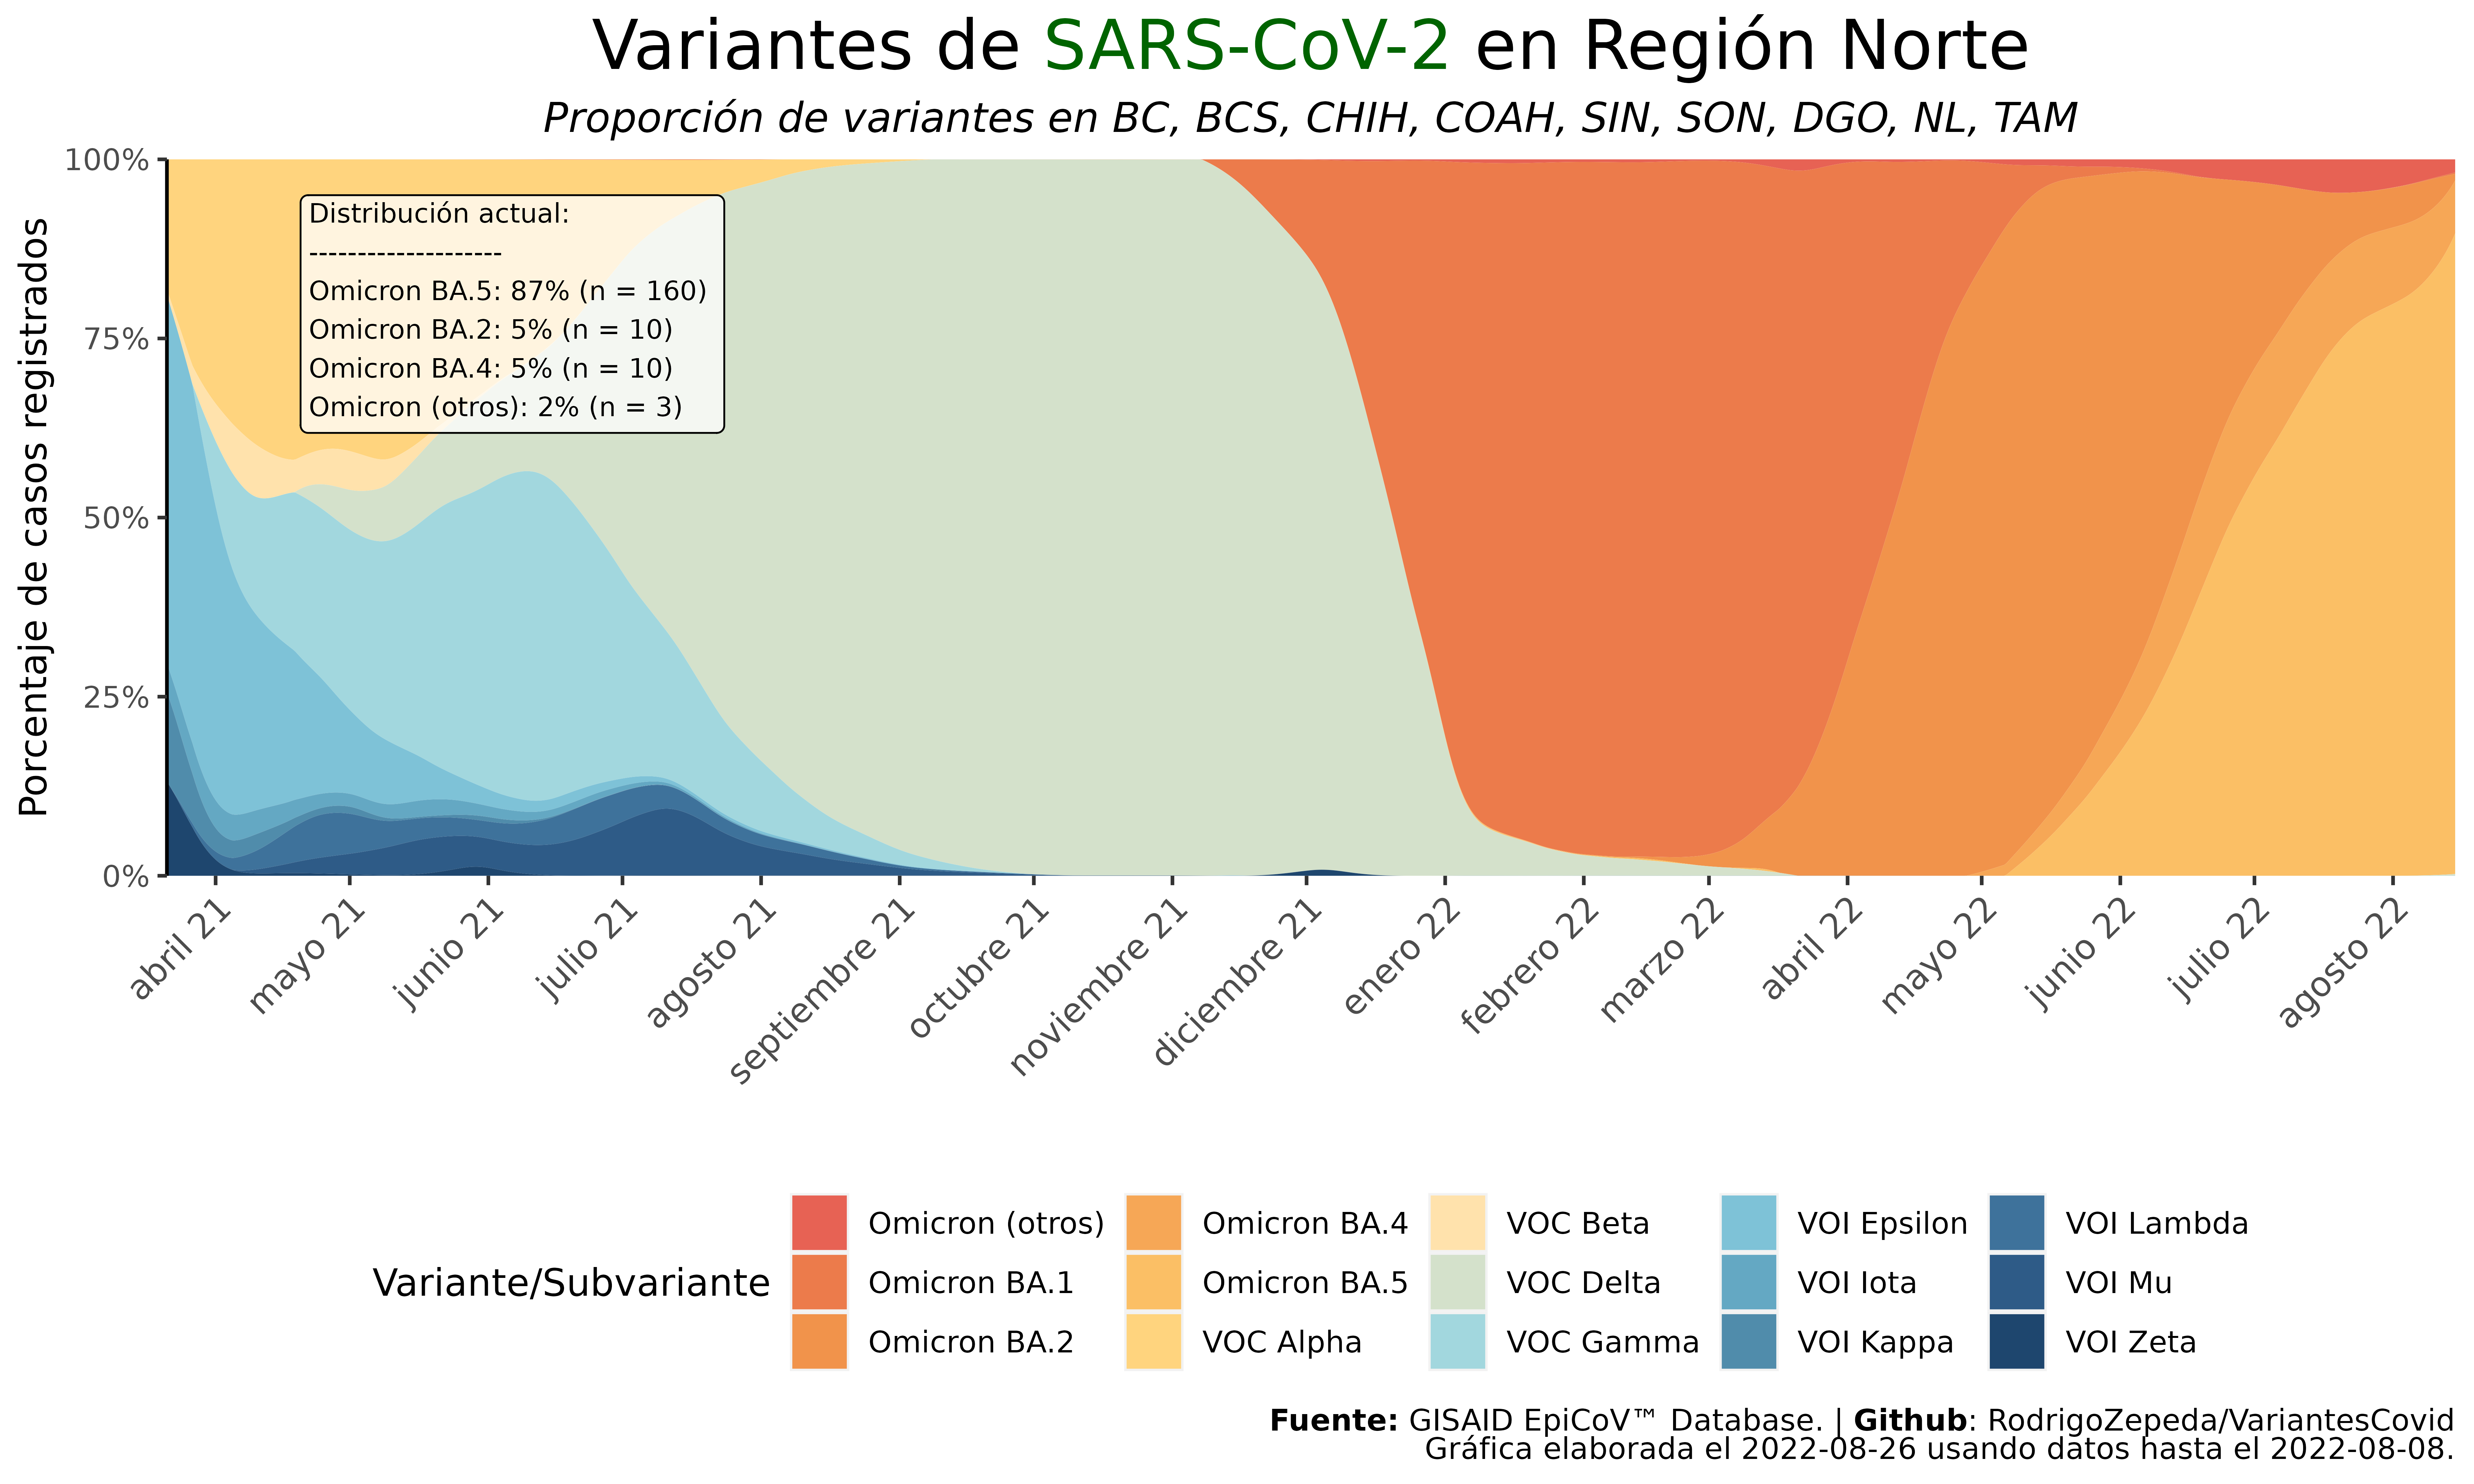 Variantes de SARS-CoV-2 en Región Norte
Proporción de variantes en BC, BCS, CHIH, COAH, SIN, SON, DGO, NL, TAM
Porcentaje de casos registrados
100%
75%
50%
25%
0%
Distribución actual:
--------------------
Omicron BA.5: 87% (n = 160)
Omicron BA.2: 5% (n = 10)
Omicron BA.4: 5% (n = 10)
Omicron (otros): 2% (n = 3)
abril 21
mayo 21
junio 21
julio 21
agosto 21
septiembre 21
octubre 21
noviembre 21
diciembre 21
enero 22
febrero 22
marzo 22
abril 22
mayo 22
junio 22
julio 22
agosto 22
Variante/Subvariante
Omicron (otros)
Omicron BA.1
Omicron BA.2
Omicron BA.4
Omicron BA.5
VOC Alpha
VOC Beta
VOC Delta
VOC Gamma
VOI Epsilon
VOI Iota
VOI Kappa
VOI Lambda
VOI Mu
VOI Zeta
Fuente: GISAID EpiCoV™ Database. | Github: RodrigoZepeda/VariantesCovid
Gráfica elaborada el 2022-08-26 usando datos hasta el 2022-08-08.